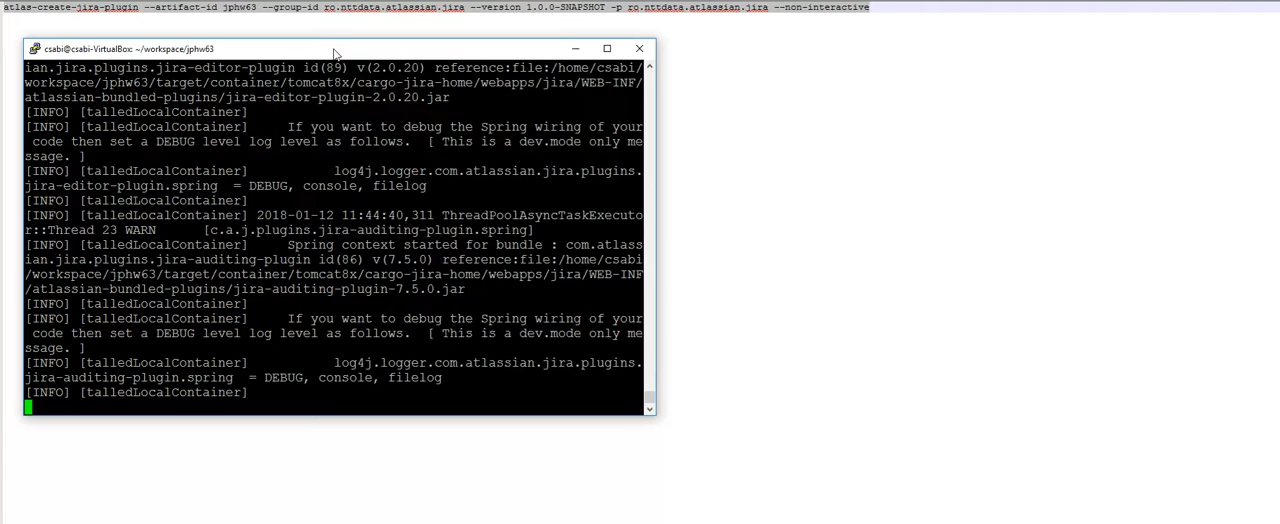 atlas-create-jira-plugin --artifact-id jphw63 --group-id ro.nttdata.atlassian.jira --version 1.0.0-SNAPSHOT -p ro.nttdata.atlassian.jira --non-interactive
csabi@csabi-VirtualBox: ~/workspace/jphw63
ian.jira.plugins.jira-editor-plugin id(89) v(2.0.20) reference:file:/home/csabi/
workspace/jphw63/target/container/tomcat8x/cargo-jira-home/webapps/jira/WEB-INF/
atlassian-bundled-plugins/jira-editor-plugin-2.0.20.jar
[INFO] [talledLocalContainer]
[INFO] [talledLocalContainer]     If you want to debug the Spring wiring of your
 code then set a DEBUG level log level as follows.  [ This is a dev.mode only me
ssage. ]
[INFO] [talledLocalContainer]           log4j.logger.com.atlassian.jira.plugins.
jira-editor-plugin.spring  = DEBUG, console, filelog
[INFO] [talledLocalContainer]
[INFO] [talledLocalContainer] 2018-01-12 11:44:40,311 ThreadPoolAsyncTaskExecuto
r::Thread 23 WARN      [c.a.j.plugins.jira-auditing-plugin.spring]
[INFO] [talledLocalContainer]     Spring context started for bundle : com.atlass
ian.jira.plugins.jira-auditing-plugin id(86) v(7.5.0) reference:file:/home/csabi
/workspace/jphw63/target/container/tomcat8x/cargo-jira-home/webapps/jira/WEB-INF
/atlassian-bundled-plugins/jira-auditing-plugin-7.5.0.jar
[INFO] [talledLocalContainer]
[INFO] [talledLocalContainer]     If you want to debug the Spring wiring of your
 code then set a DEBUG level log level as follows.  [ This is a dev.mode only me
ssage. ]
[INFO] [talledLocalContainer]           log4j.logger.com.atlassian.jira.plugins.
jira-auditing-plugin.spring  = DEBUG, console, filelog
[INFO] [talledLocalContainer]